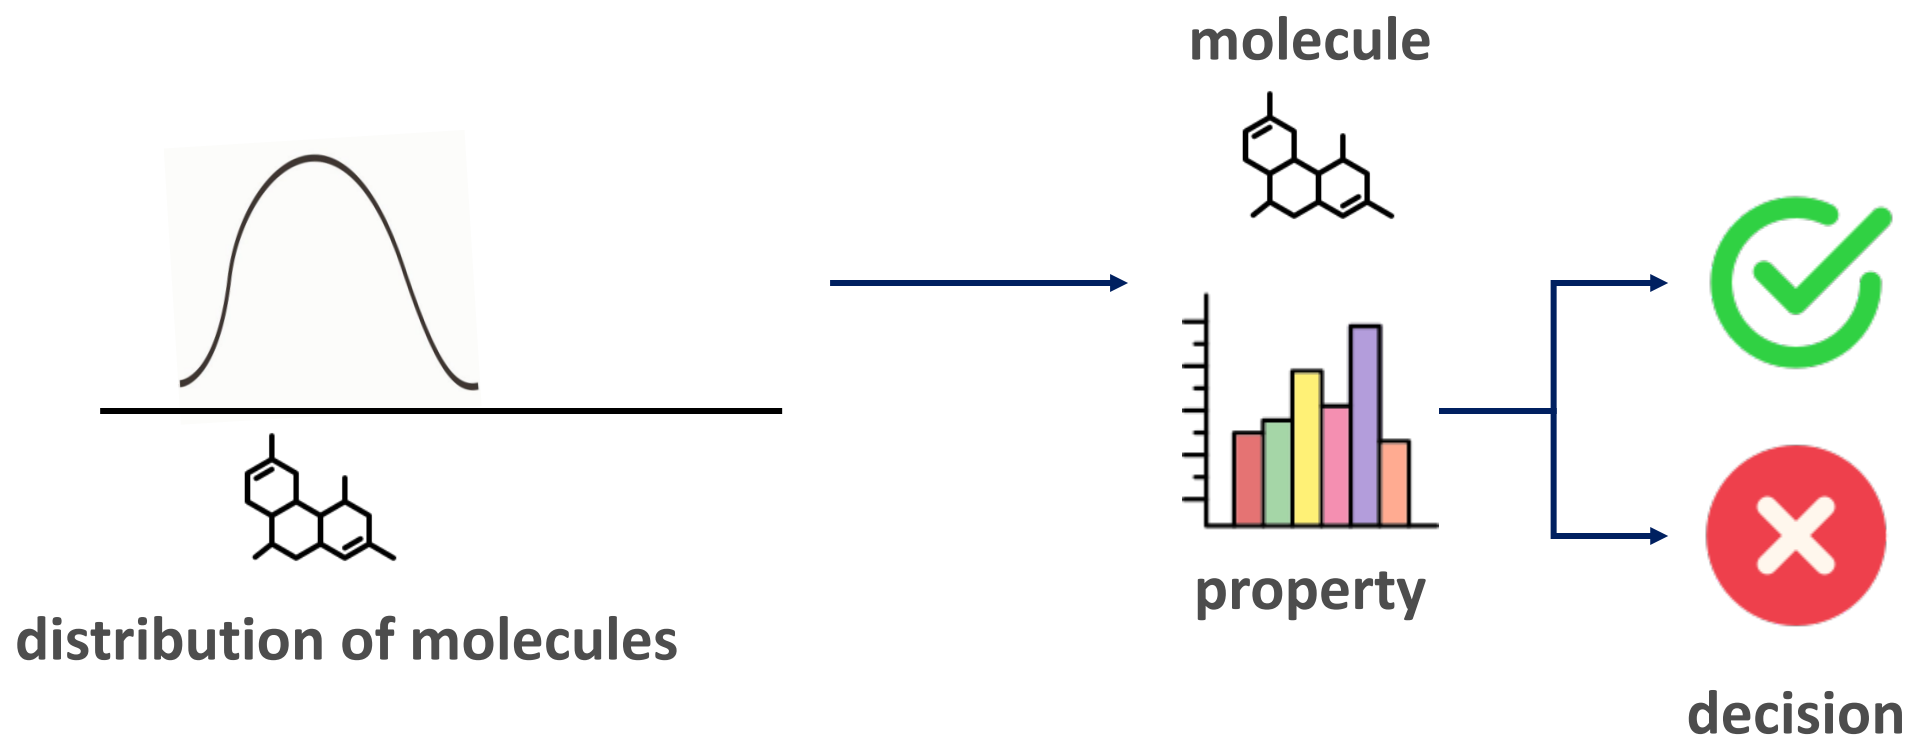 molecule
property
distribution of molecules
decision